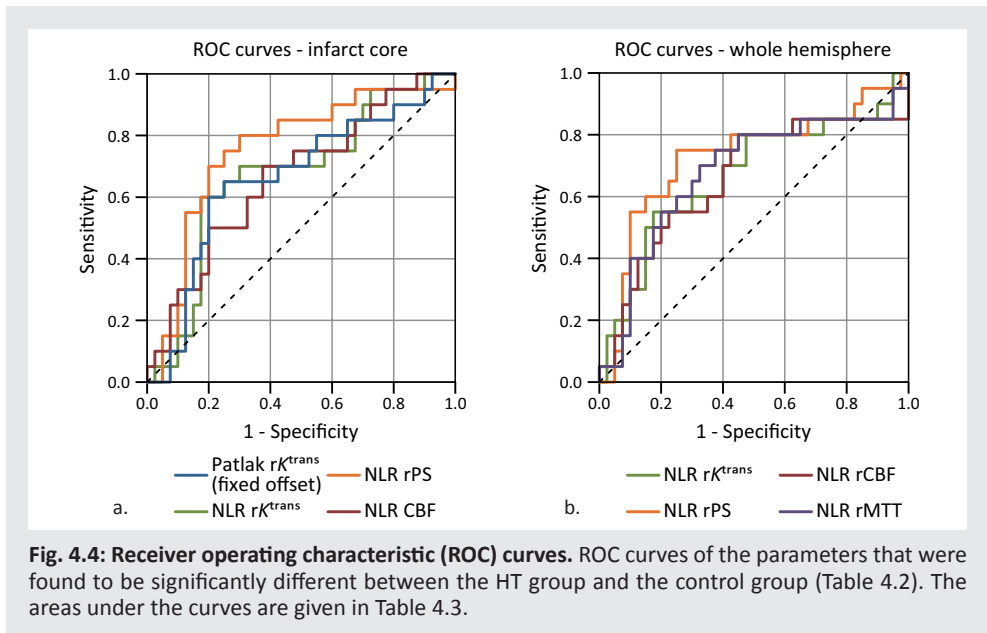 ROC curves - infarct core
1.0
0.8
0.6
0.4
0.2
0.0
Sensitivity
0.0 0.2 0.4 0.6 0.8 1.0
1 - Specificity
Patlak rKtrans
(fixed offset)
NLR rPS
NLR rKtrans
NLR CBF
a.
ROC curves - whole hemisphere
1.0
0.8
0.6
0.4
0.2
0.0
Sensitivity
0.0 0.2 0.4 0.6 0.8 1.0
1 - Specificity
NLR rKtrans
NLR rCBF
NLR rPS
NLR rMTT
b.
Fig. 4.4: Receiver operating characteristic (ROC) curves. ROC curves of the parameters that were
found to be significantly different between the HT group and the control group (Table 4.2). The
areas under the curves are given in Table 4.3.